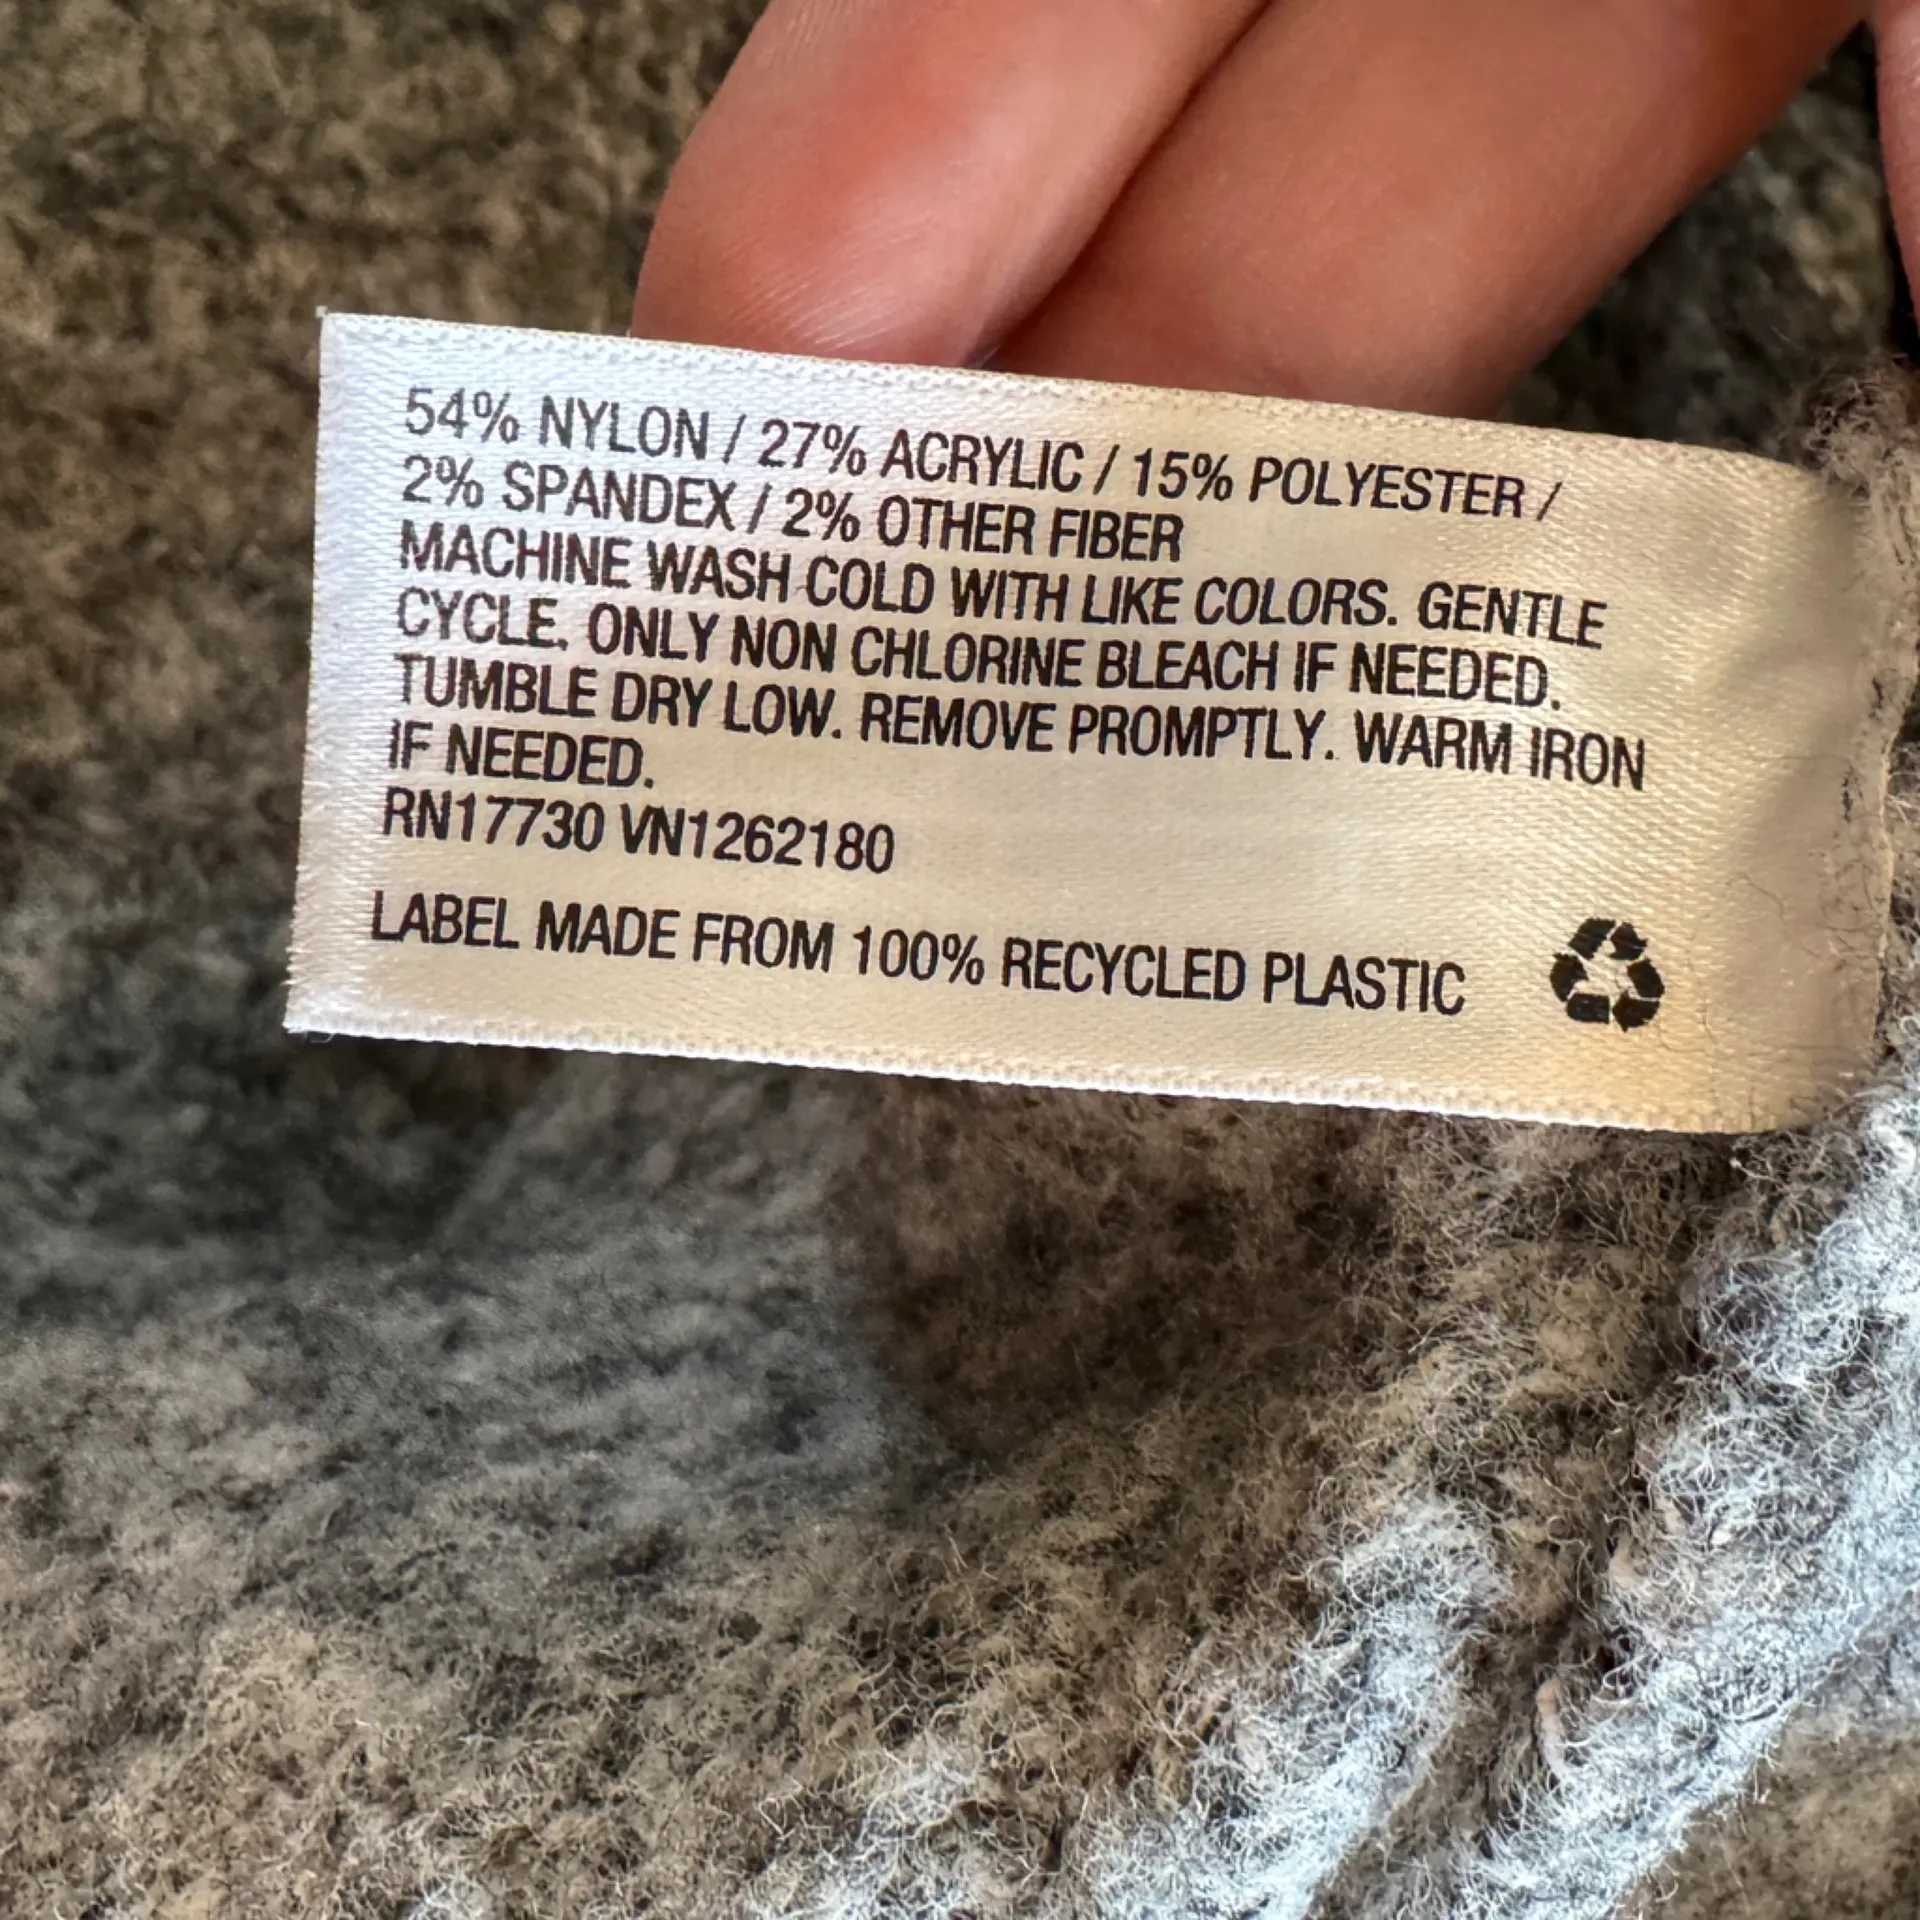 54% NYLON / 27% ACRYLIC / 15% POLYESTER /
2% SPANDEX / 2% OTHER FIBER
MACHINE WASH COLD WITH LIKE COLORS. GENTLE
CYCLE. ONLY NON CHLORINE BLEACH IF NEEDED.
TUMBLE DRY LOW. REMOVE PROMPTLY. WARM IRON
IF NEEDED.
RN17730 VN1262180
LABEL MADE FROM 100% RECYCLED PLASTIC